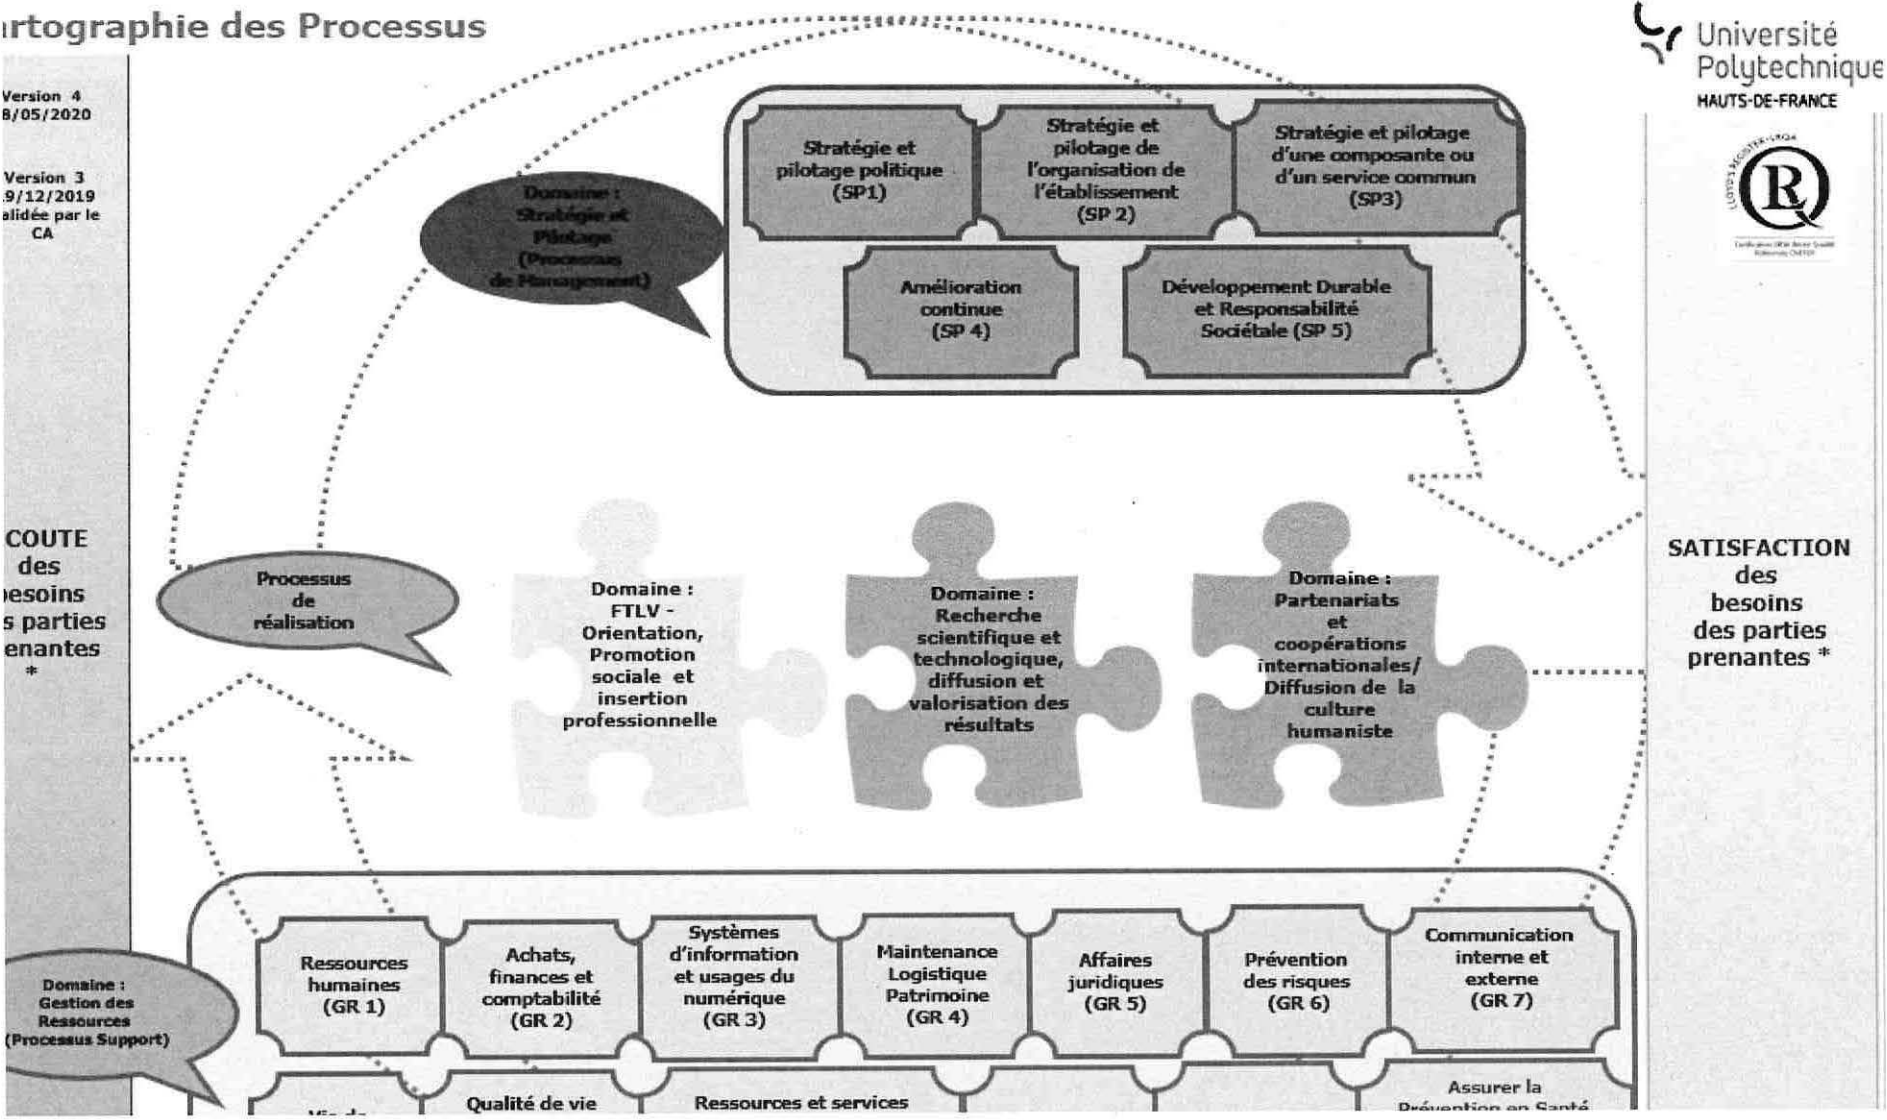 rtographie des Processus
Université
Polytechnique
HAUTS-DE-FRANCE
Version 4
8/05/2020
Version 3
9/12/2019
alidée par le
CA
Domaine :
Stratégie et
Pilotage
(Processus
de Management)
Stratégie et
pilotage politique
(SP1)
Stratégie et
pilotage de
l'organisation de
l'établissement
(SP 2)
Stratégie et pilotage
d'une composante ou
d'un service commun
(SP3)
Amélioration
continue
(SP 4)
Développement Durable
et Responsabilité
Sociétale (SP 5)
COUTE
des
esoins
s parties
enantes
*
Processus
de
réalisation
Domaine :
FTLV -
Orientation,
Promotion
sociale et
insertion
professionnelle
Domaine :
Recherche
scientifique et
technologique,
diffusion et
valorisation des
résultats
Domaine :
Partenariats
et
coopérations
internationales/
Diffusion de la
culture
humaniste
SATISFACTION
des
besoins
des parties
prenantes *
Domaine :
Gestion des
Ressources
(Processus Support)
Ressources
humaines
(GR 1)
Achats,
finances et
comptabilité
(GR 2)
Systèmes
d'information
et usages du
numérique
(GR 3)
Maintenance
Logistique
Patrimoine
(GR 4)
Affaires
juridiques
(GR 5)
Prévention
des risques
(GR 6)
Communication
interne et
externe
(GR 7)
Qualité de vie
Ressources et services
Assurer la
Prévention en Santé